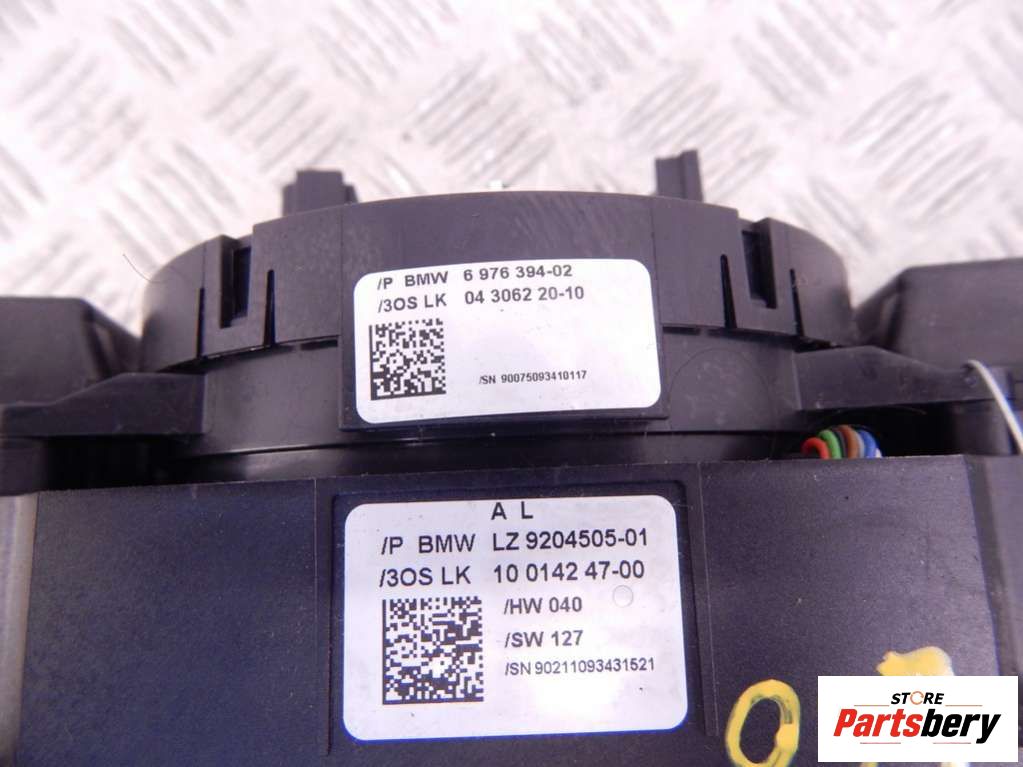 /P BMW 6 976 394-02
/3OS LK 04 3062 20-10
/SN 90075093410117
A L
/P BMW LZ 9204505-01
/3OS LK 10 0142 47-00
/HW 040
/SW 127
/SN 90211093431521
STORE
Partsbery